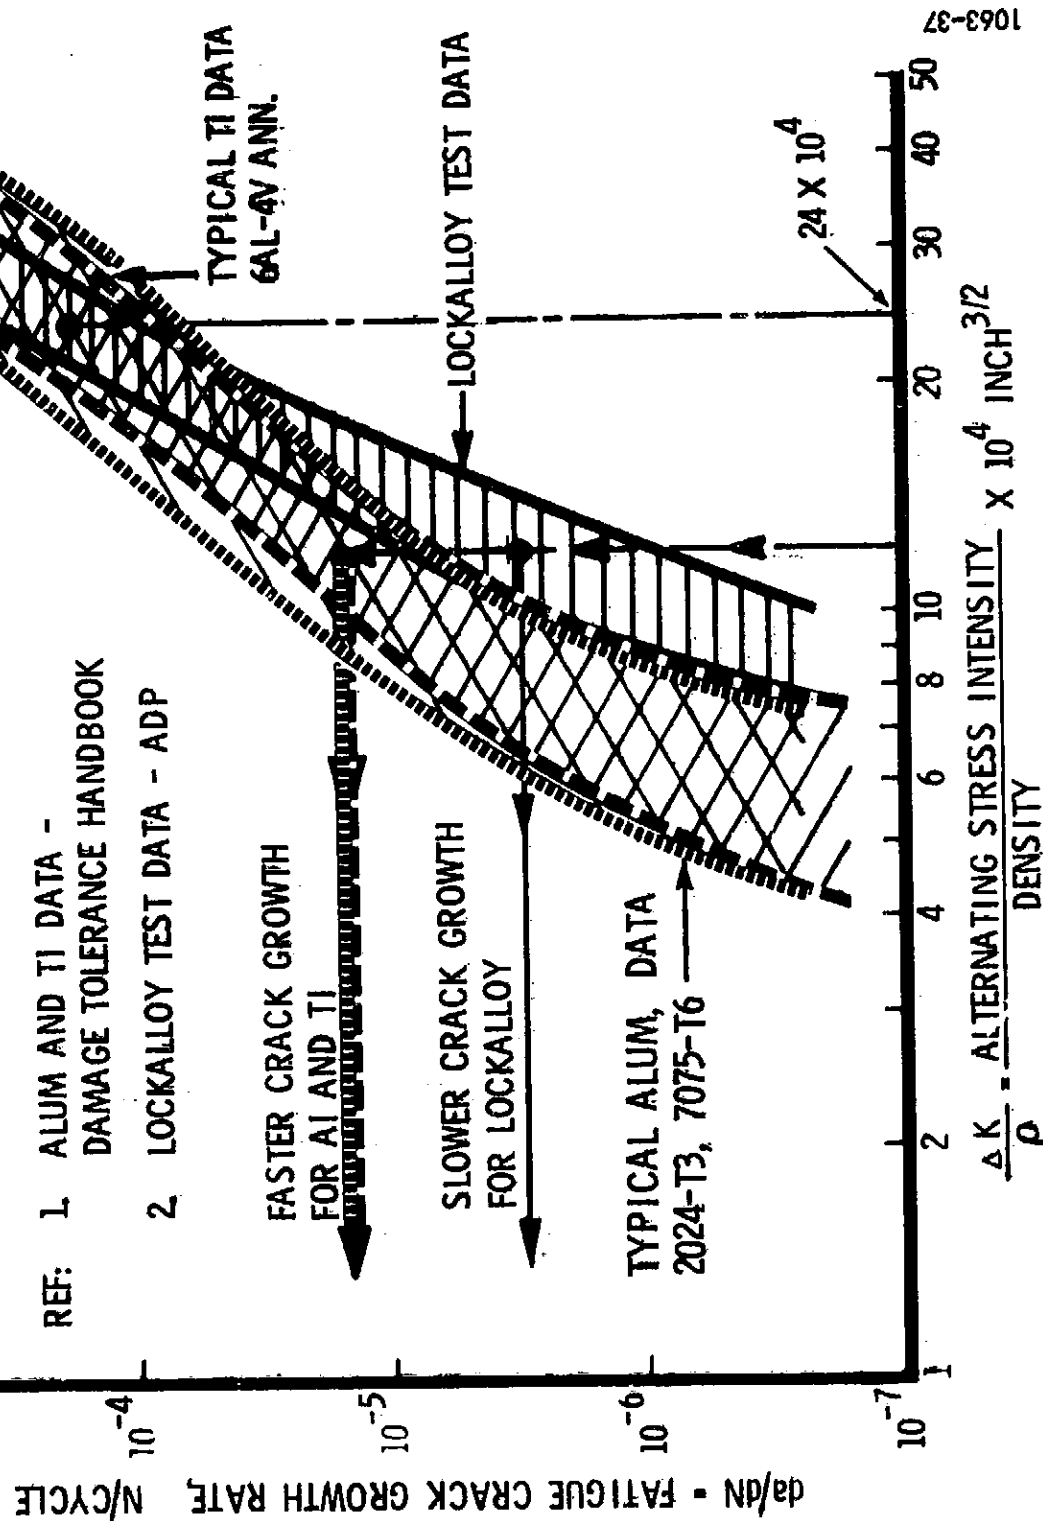 REF: 1. ALUM AND TI DATA -
DAMAGE TOLERANCE HANDBOOK
2. LOCKALLOY TEST DATA - ADP
TYPICAL TI DATA
6AL-4V ANN.
FASTER CRACK GROWTH
FOR Al AND TI
SLOWER CRACK GROWTH
FOR LOCKALLOY
LOCKALLOY TEST DATA
TYPICAL ALUM, DATA
2024-T3, 7075-T6
24 X 10^4
da/dN - FATIGUE CRACK GROWTH RATE, N/CYCLE
10^-4
10^-5
10^-6
10^-7
1 2 4 6 8 10 20 30 40 50
Δ K / ρ = ALTERNATING STRESS INTENSITY / DENSITY X 10^4 INCH^3/2
1063-37